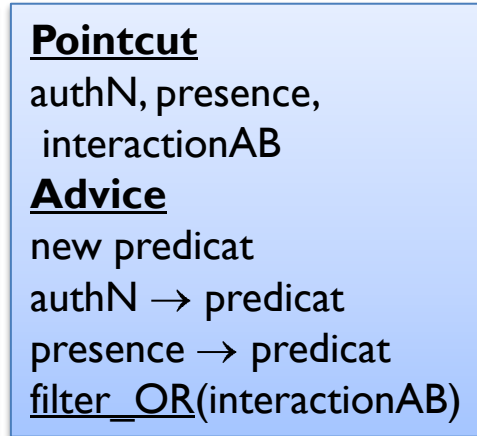 Pointcut
authN, presence,
interactionAB
Advice
new predicat
authN → predicat
presence → predicat
filter_OR(interactionAB)